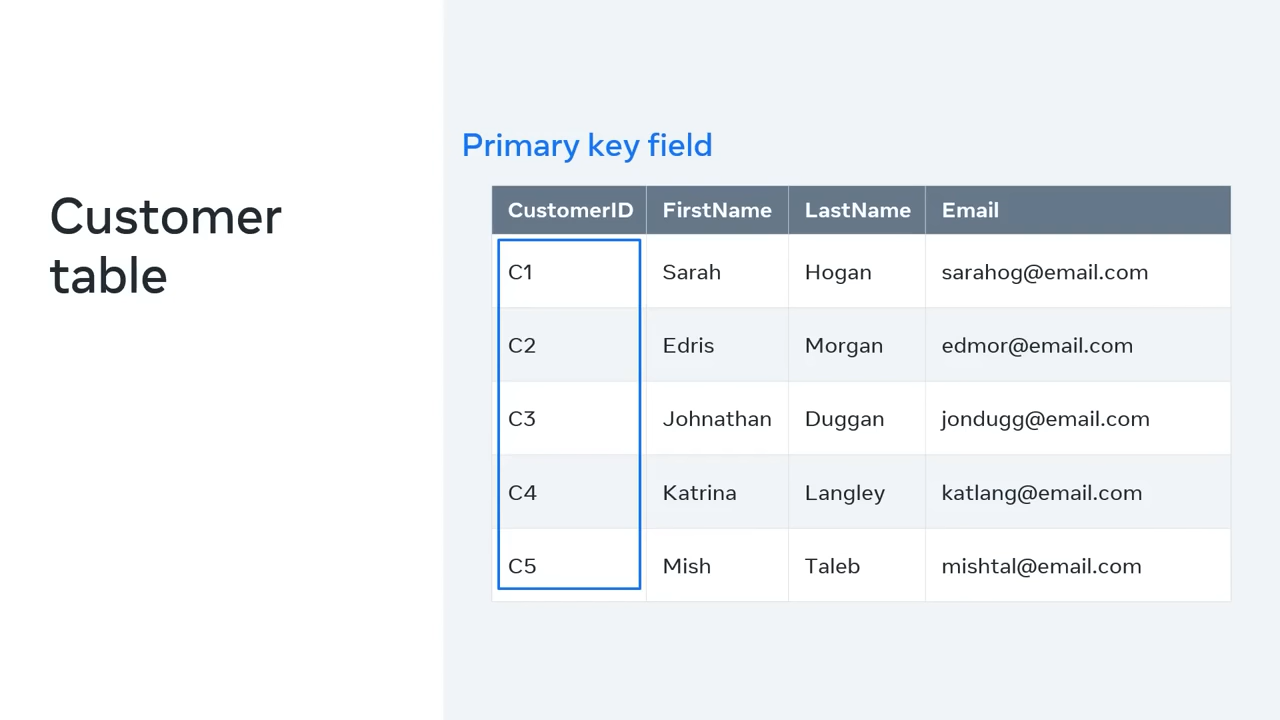 Customer
table
Primary key field
CustomerID FirstName LastName Email
C1 Sarah Hogan sarahog@email.com
C2 Edris Morgan edmor@email.com
C3 Johnathan Duggan jondugg@email.com
C4 Katrina Langley katlang@email.com
C5 Mish Taleb mishtal@email.com